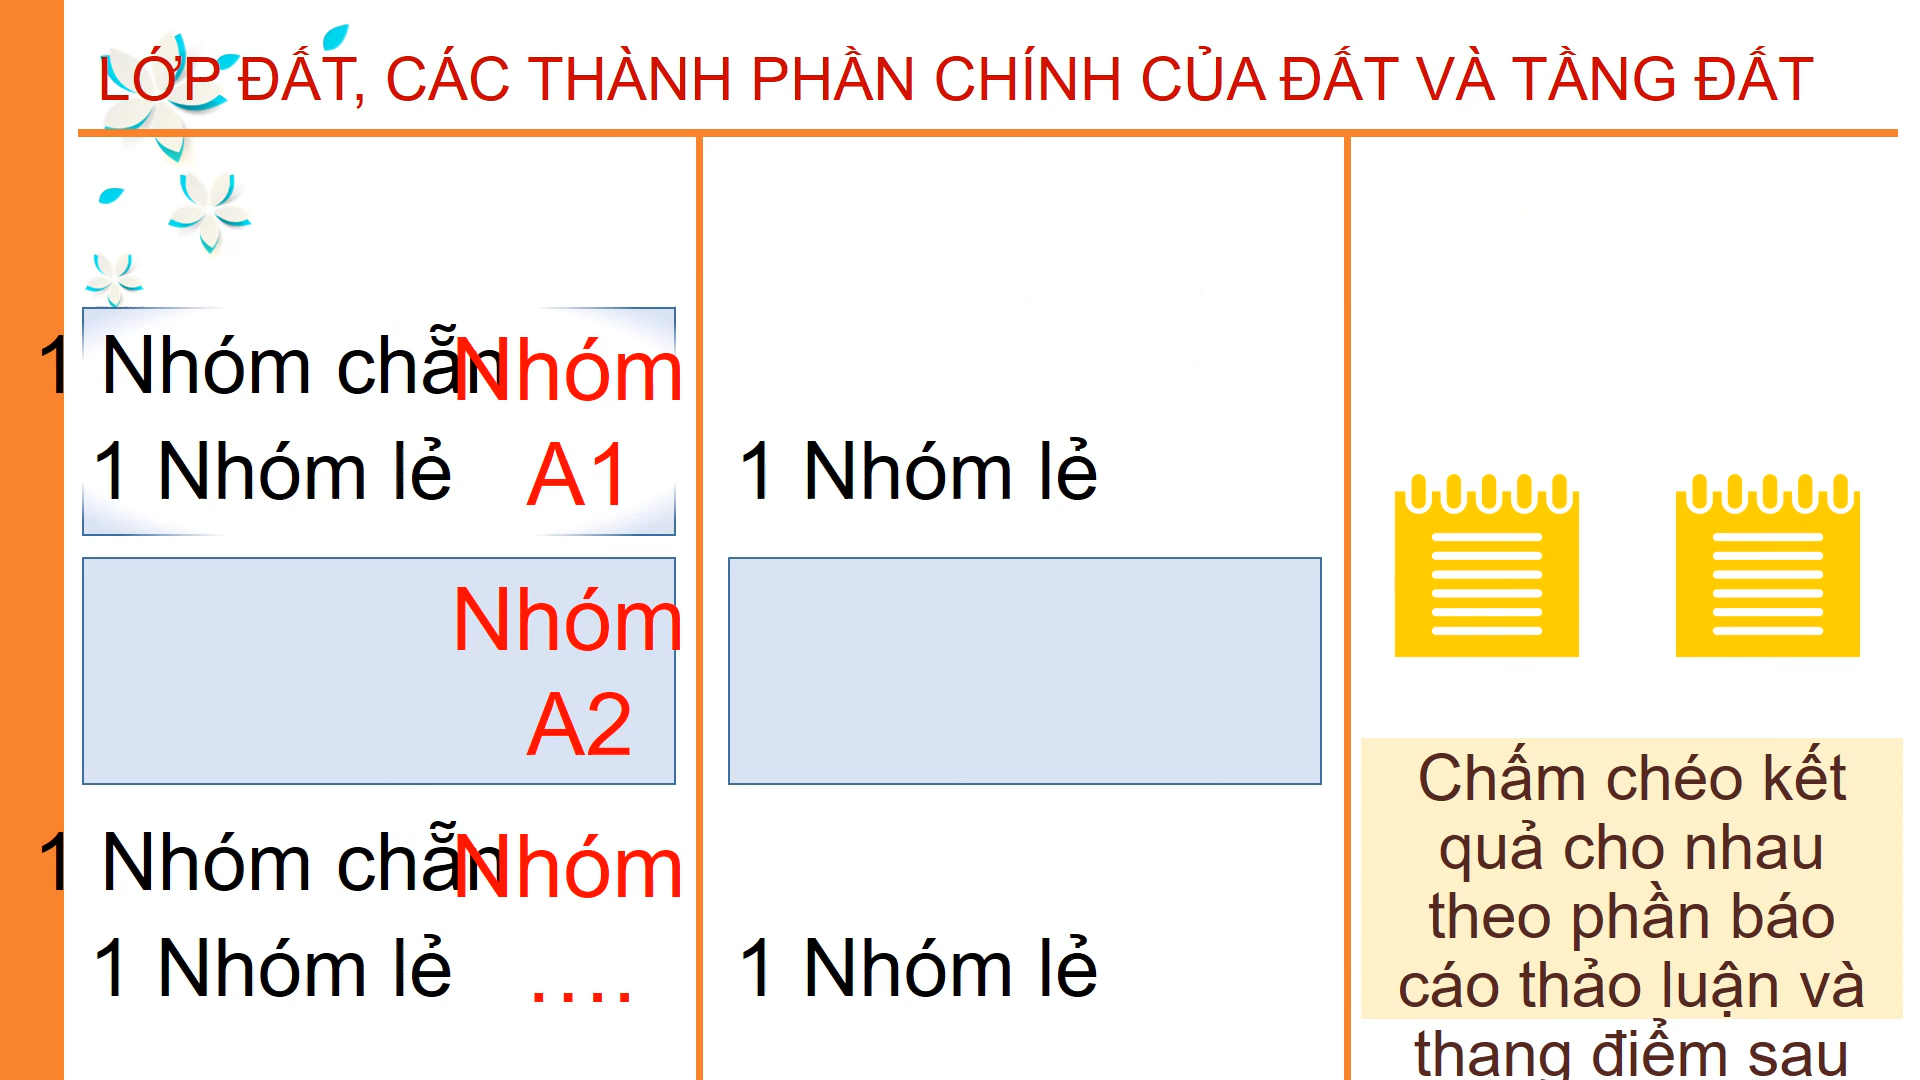 LỚP ĐẤT, CÁC THÀNH PHẦN CHÍNH CỦA ĐẤT VÀ TẦNG ĐẤT
1 Nhóm chẵn
1 Nhóm lẻ
Nhóm
A1
Nhóm
A2
1 Nhóm chẵn
1 Nhóm lẻ
Nhóm
....
1 Nhóm lẻ
1 Nhóm lẻ
Chấm chéo kết
quả cho nhau
theo phần báo
cáo thảo luận và
thang điểm sau